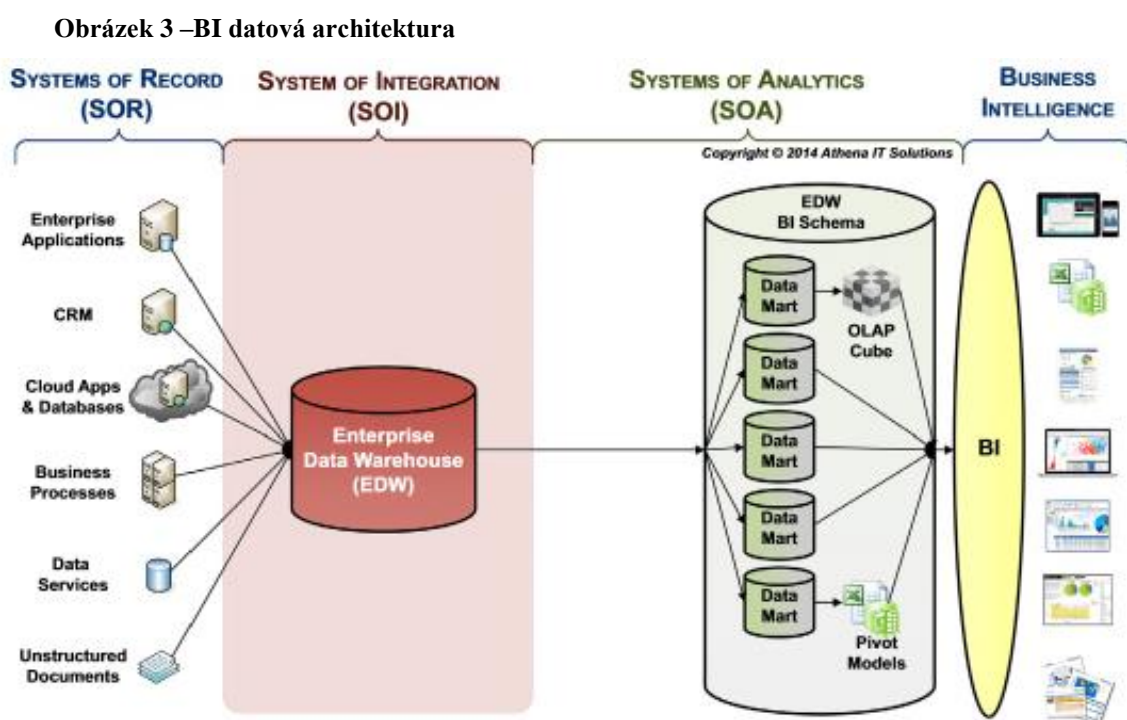 Obrázek 3 –BI datová architektura
SYSTEMS OF RECORD
(SOR)
SYSTEM OF INTEGRATION
(SOI)
SYSTEMS OF ANALYTICS
(SOA)
BUSINESS
INTELLIGENCE
Copyright © 2014 Athena IT Solutions
Enterprise
Applications
CRM
Cloud Apps
& Databases
Business
Processes
Data
Services
Unstructured
Documents
Enterprise
Data Warehouse
(EDW)
EDW
BI Schema
Data
Mart
OLAP
Cube
Data
Mart
Data
Mart
Data
Mart
Data
Mart
Pivot
Models
BI